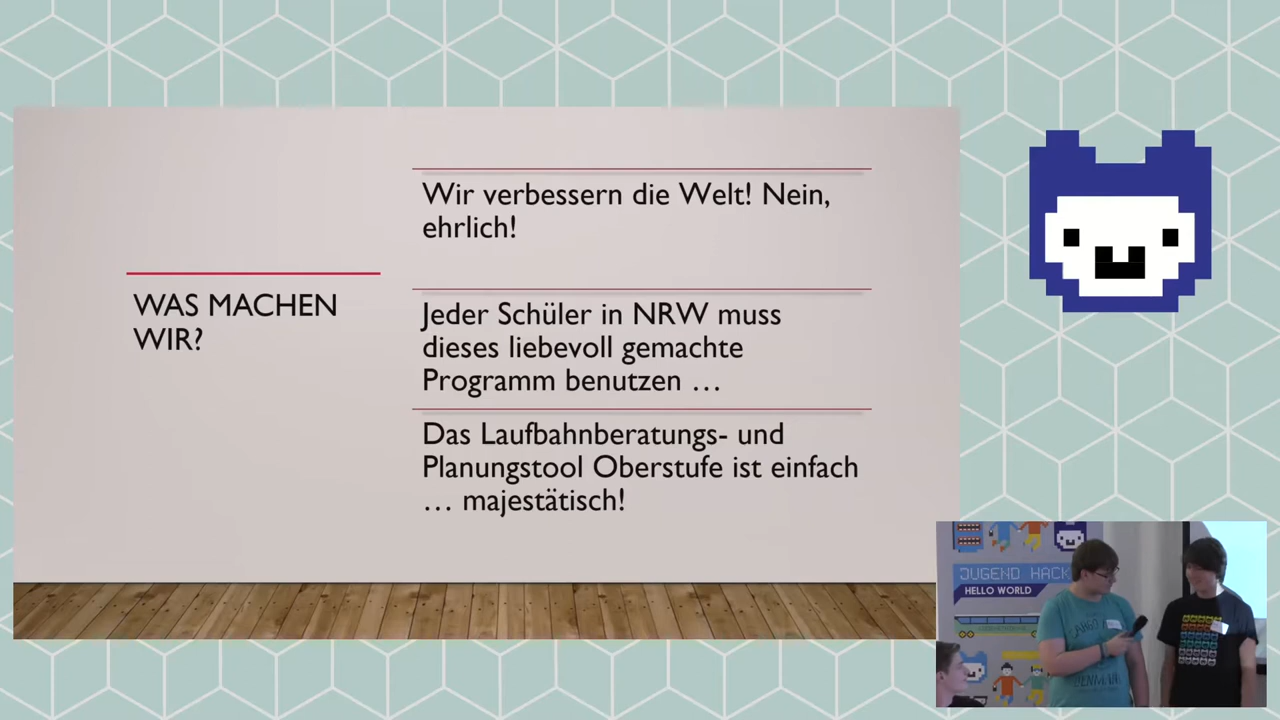 WAS MACHEN
WIR?
Wir verbessern die Welt! Nein,
ehrlich!
Jeder Schüler in NRW muss
dieses liebevoll gemachte
Programm benutzen …
Das Laufbahnberatungs- und
Planungstool Oberstufe ist einfach
… majestätisch!
JUGEND HACK
HELLO WORLD